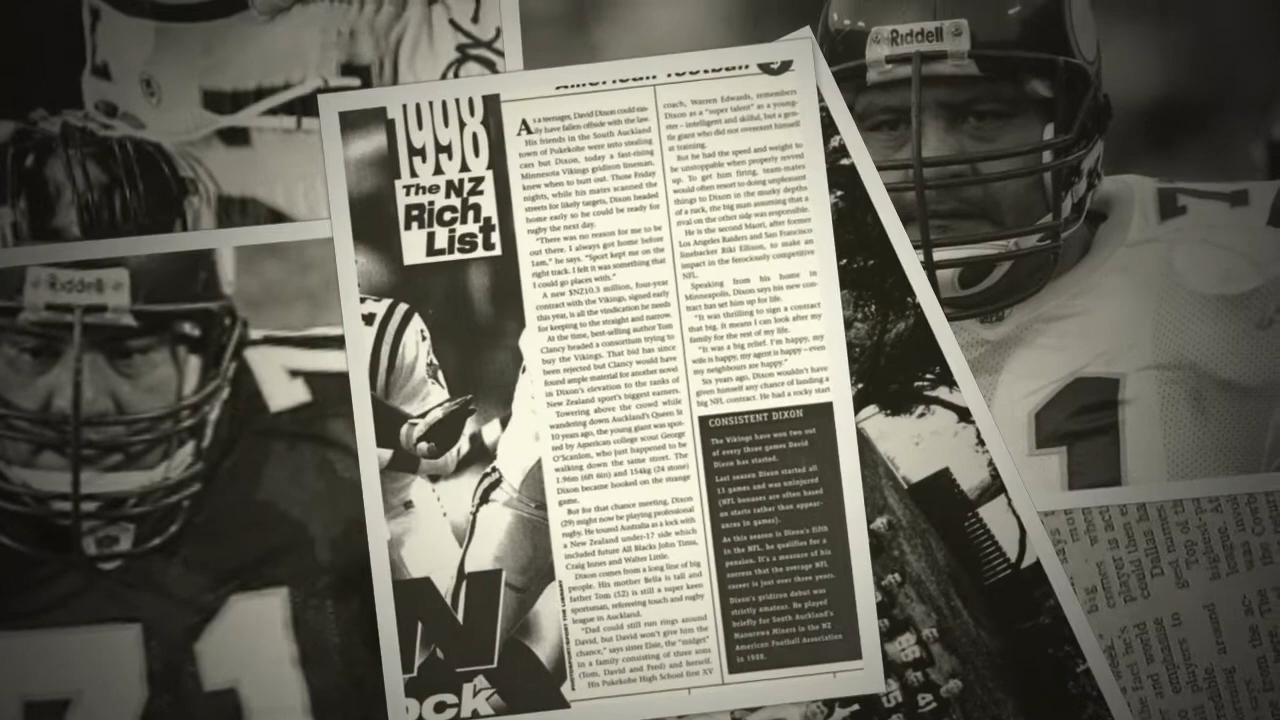 American football
1998
The NZ
Rich
List
As a teenager, David Dixon could eas-
ily have fallen offside with the law.
His friends in the South Auckland
town of Pukekohe were into stealing
cars but Dixon, today a fast-rising
Minnesota Vikings gridiron lineman,
knew when to butt out. Those Friday
nights, while his mates scanned the
streets for likely targets, Dixon headed
home early so he could be ready for
rugby the next day.
"There was no reason for me to be
out there. I always got home before
1am," he says. "Sport kept me on the
right track. I felt it was something that
I could go places with."
A new $NZ10.3 million, four-year
contract with the Vikings, signed early
this year, is all the vindication he needs
for keeping to the straight and narrow.
At the time, best-selling author Tom
Clancy headed a consortium trying to
buy the Vikings. That bid has since
been rejected but Clancy would have
found ample material for another novel
in Dixon's elevation to the ranks of
New Zealand sport's biggest earners.
Towering above the crowd while
wandering down Auckland's Queen St
10 years ago, the young giant was spot-
ted by American college scout George
O'Scanlon, who just happened to be
walking down the same street. The
1.96m (6ft 6in) and 154kg (24 stone)
Dixon became hooked on the strange
game.
But for that chance meeting, Dixon
(29) might now be playing professional
rugby. He toured Australia as a lock with
a New Zealand under-17 side which
included future All Blacks John Timu,
Craig Innes and Walter Little.
Dixon comes from a long line of big
people. His mother Bella is tall and
father Tom (52) is still a super keen
sportsman, refereeing touch and rugby
league in Auckland.
"Dad could still run rings around
David, but David won't give him the
chance," says sister Elsie, the "midget"
in a family consisting of three sons
(Tom, David and Fred) and herself.
His Pukekohe High School first XV
coach, Warren Edwards, remembers
Dixon as a "super talent" as a young-
ster – intelligent and skilful, but a gen-
tle giant who did not overexert himself
at training.
But he had the speed and weight to
be unstoppable when properly revved
up. To get him firing, team-mates
would often resort to doing unpleasant
things to Dixon in the murky depths
of a ruck, the big man assuming that a
rival on the other side was responsible.
He is the second Maori, after former
Los Angeles Raiders and San Francisco
linebacker Riki Ellison, to make an
impact in the ferociously competitive
NFL.
Speaking from his home in
Minneapolis, Dixon says his new con-
tract has set him up for life.
"It was thrilling to sign a contract
that big. It means I can look after my
family for the rest of my life.
"It was a big relief. I'm happy, my
wife is happy, my agent is happy – even
my neighbours are happy."
Six years ago, Dixon wouldn't have
given himself any chance of landing a
big NFL contract. He had a rocky start
CONSISTENT DIXON
The Vikings have won two out
of every three games David
Dixon has started.
Last season Dixon started all
13 games and was uninjured
(NFL bonuses are often based
on starts rather than appear-
ances in games).
As this season is Dixon's fifth
in the NFL, he qualifies for a
pension. It's a measure of his
success that the average NFL
career is just over three years.
Dixon's gridiron debut was
strictly amateur. He played
briefly for South Auckland's
Manurewa Miners in the NZ
American Football Association
in 1988.
ock
Riddell
Riddell
71
71
1